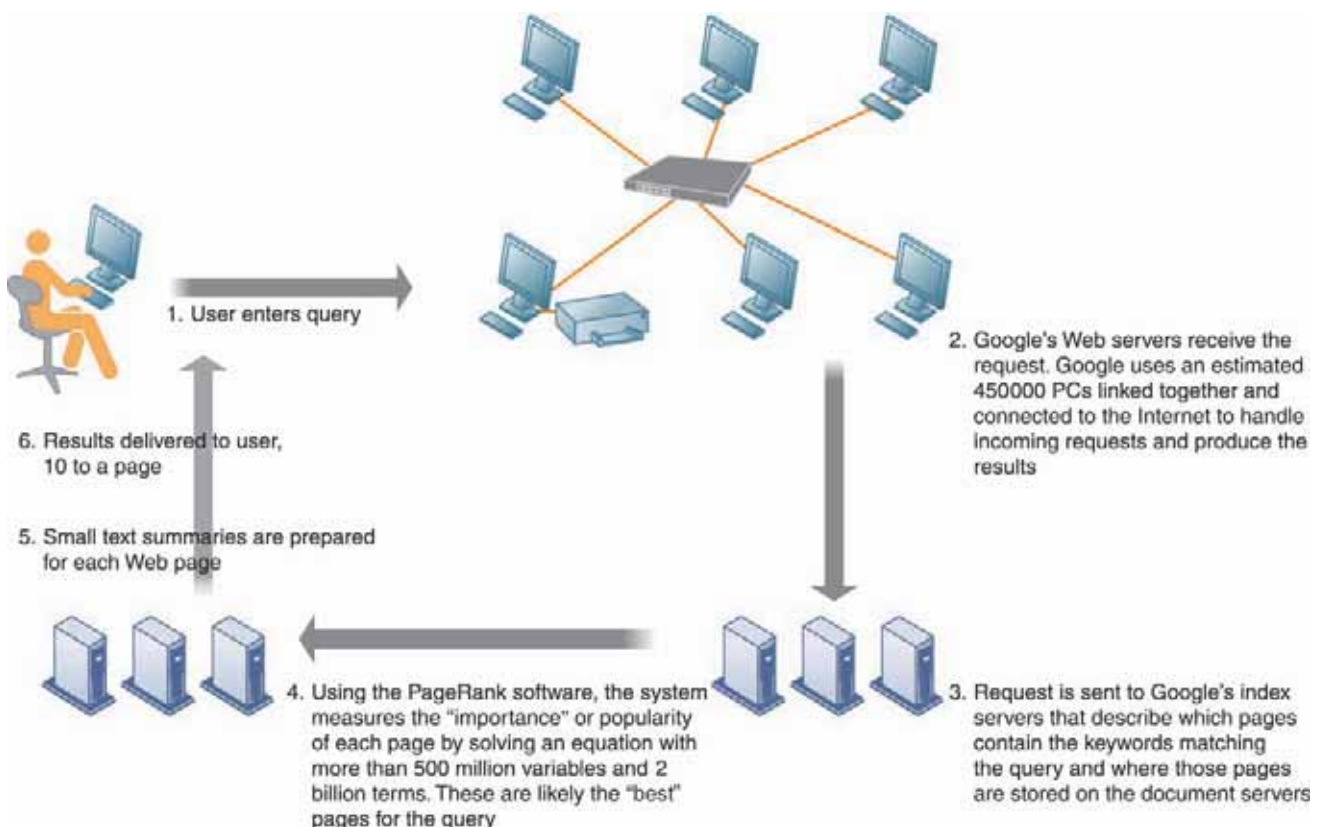 1. User enters query
2. Google's Web servers receive the
request. Google uses an estimated
450000 PCs linked together and
connected to the Internet to handle
incoming requests and produce the
results
3. Request is sent to Google's index
servers that describe which pages
contain the keywords matching
the query and where those pages
are stored on the document servers
4. Using the PageRank software, the system
measures the “importance” or popularity
of each page by solving an equation with
more than 500 million variables and 2
billion terms. These are likely the “best”
pages for the query
5. Small text summaries are prepared
for each Web page
6. Results delivered to user,
10 to a page